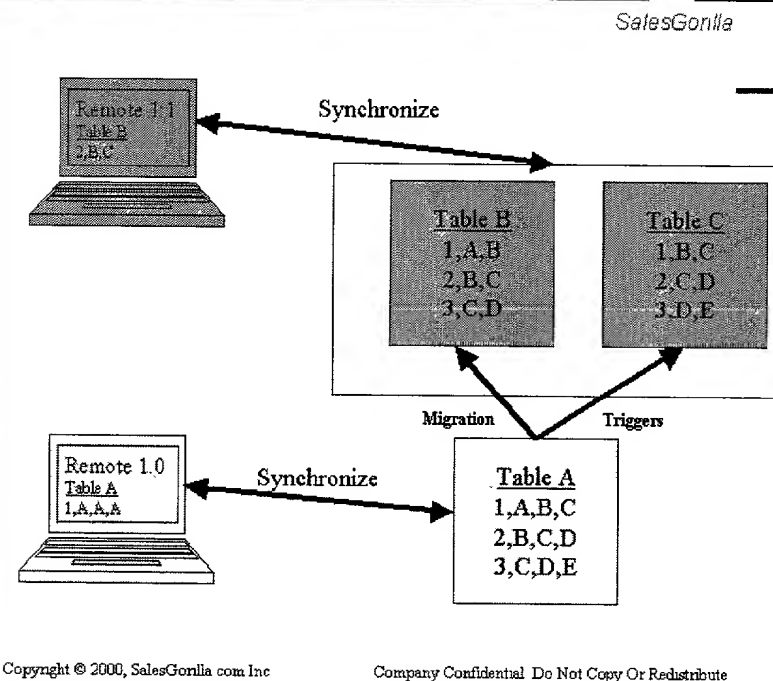 SalesGorilla
Remote 1.1
Table B
2,B,C
Synchronize
Table B
1,A,B
2,B,C
3,C,D
Table C
1,B,C
2,C,D
3,D,E
Migration
Triggers
Remote 1.0
Table A
1,A,A,A
Synchronize
Table A
1,A,B,C
2,B,C,D
3,C,D,E
Copyright © 2000, SalesGorilla com Inc
Company Confidential Do Not Copy Or Redistribute